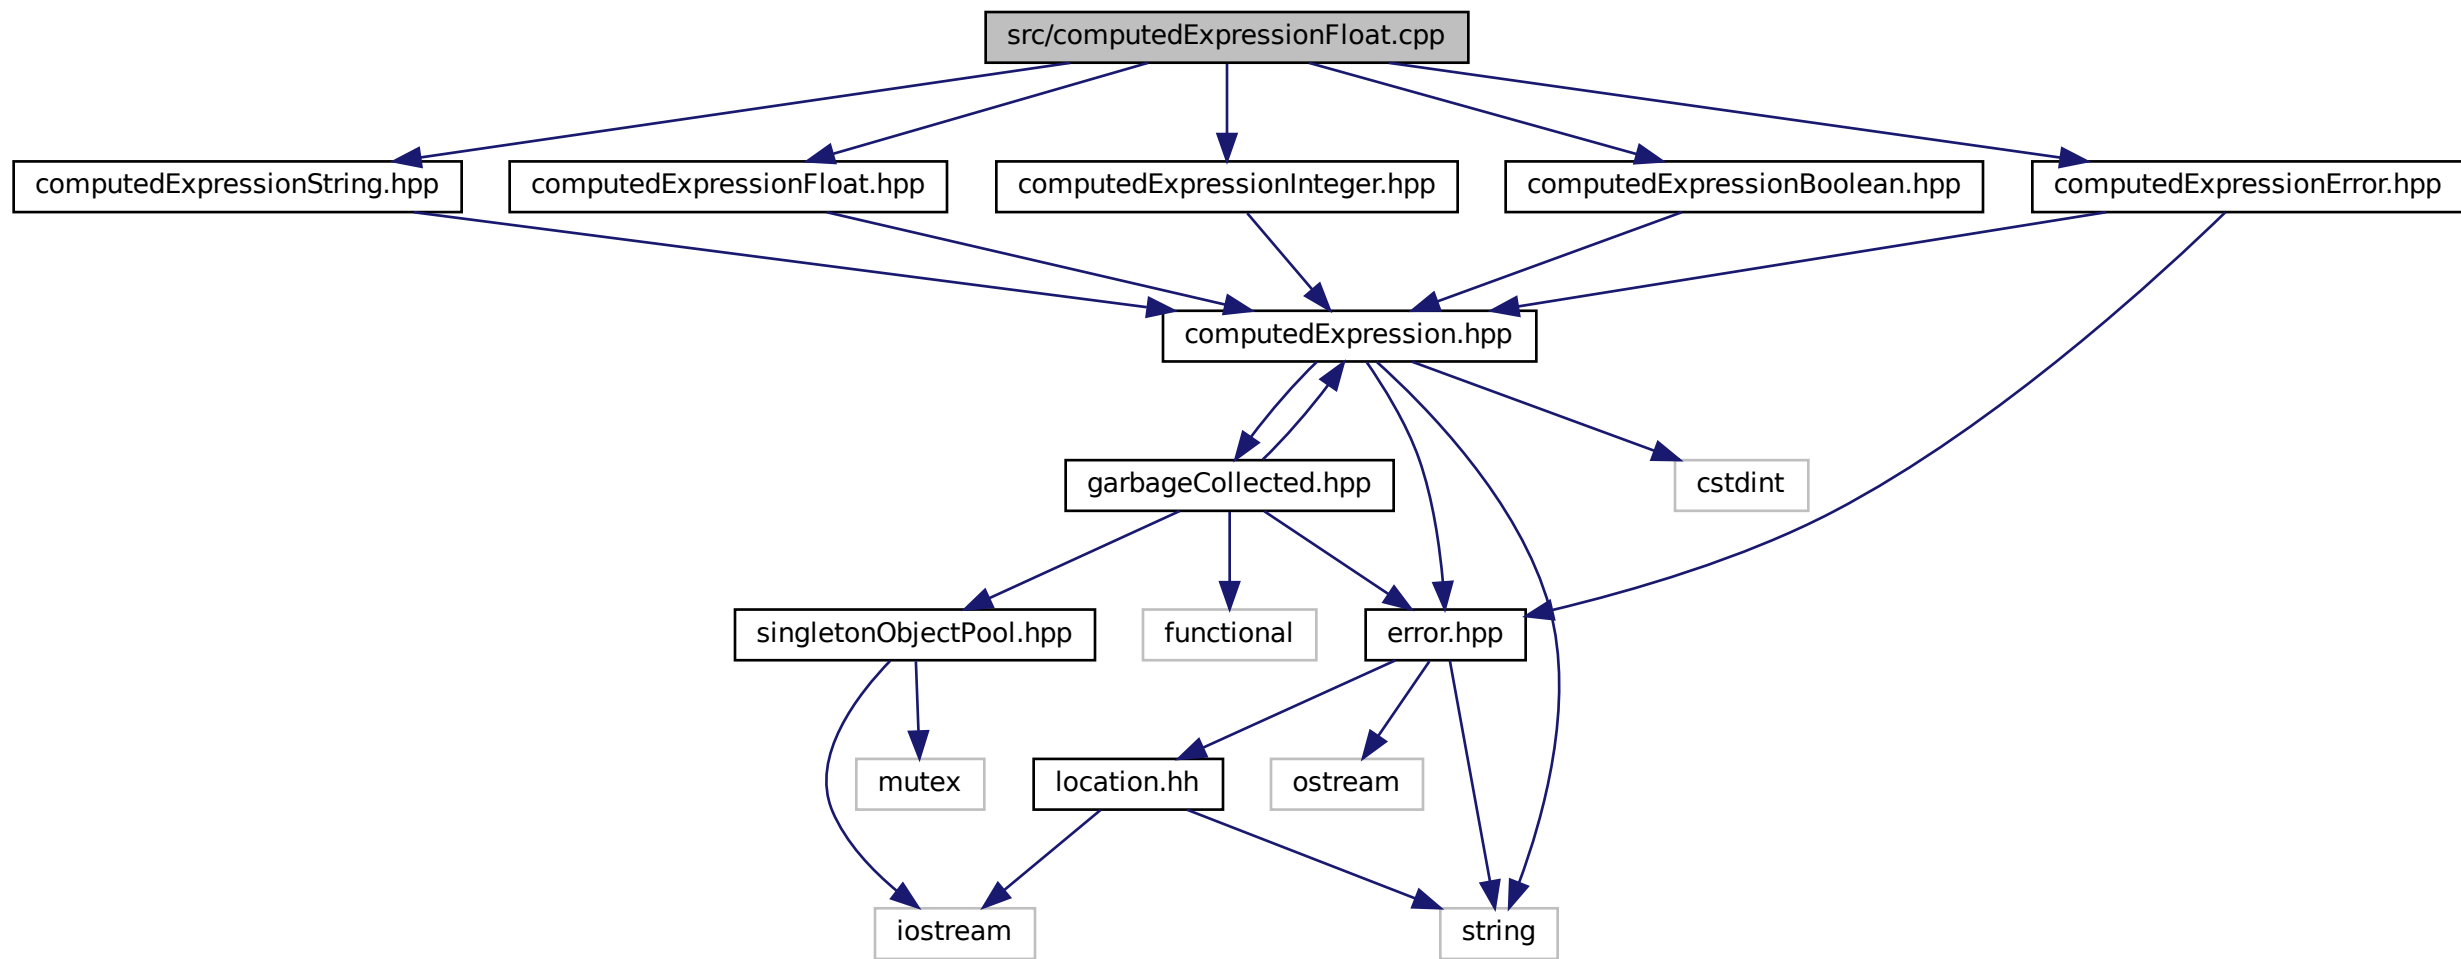 src/computedExpressionFloat.cpp
computedExpressionString.hpp
computedExpressionFloat.hpp
computedExpressionInteger.hpp
computedExpressionBoolean.hpp
computedExpressionError.hpp
computedExpression.hpp
garbageCollected.hpp
cstdint
singletonObjectPool.hpp
functional
error.hpp
mutex
location.hh
ostream
iostream
string